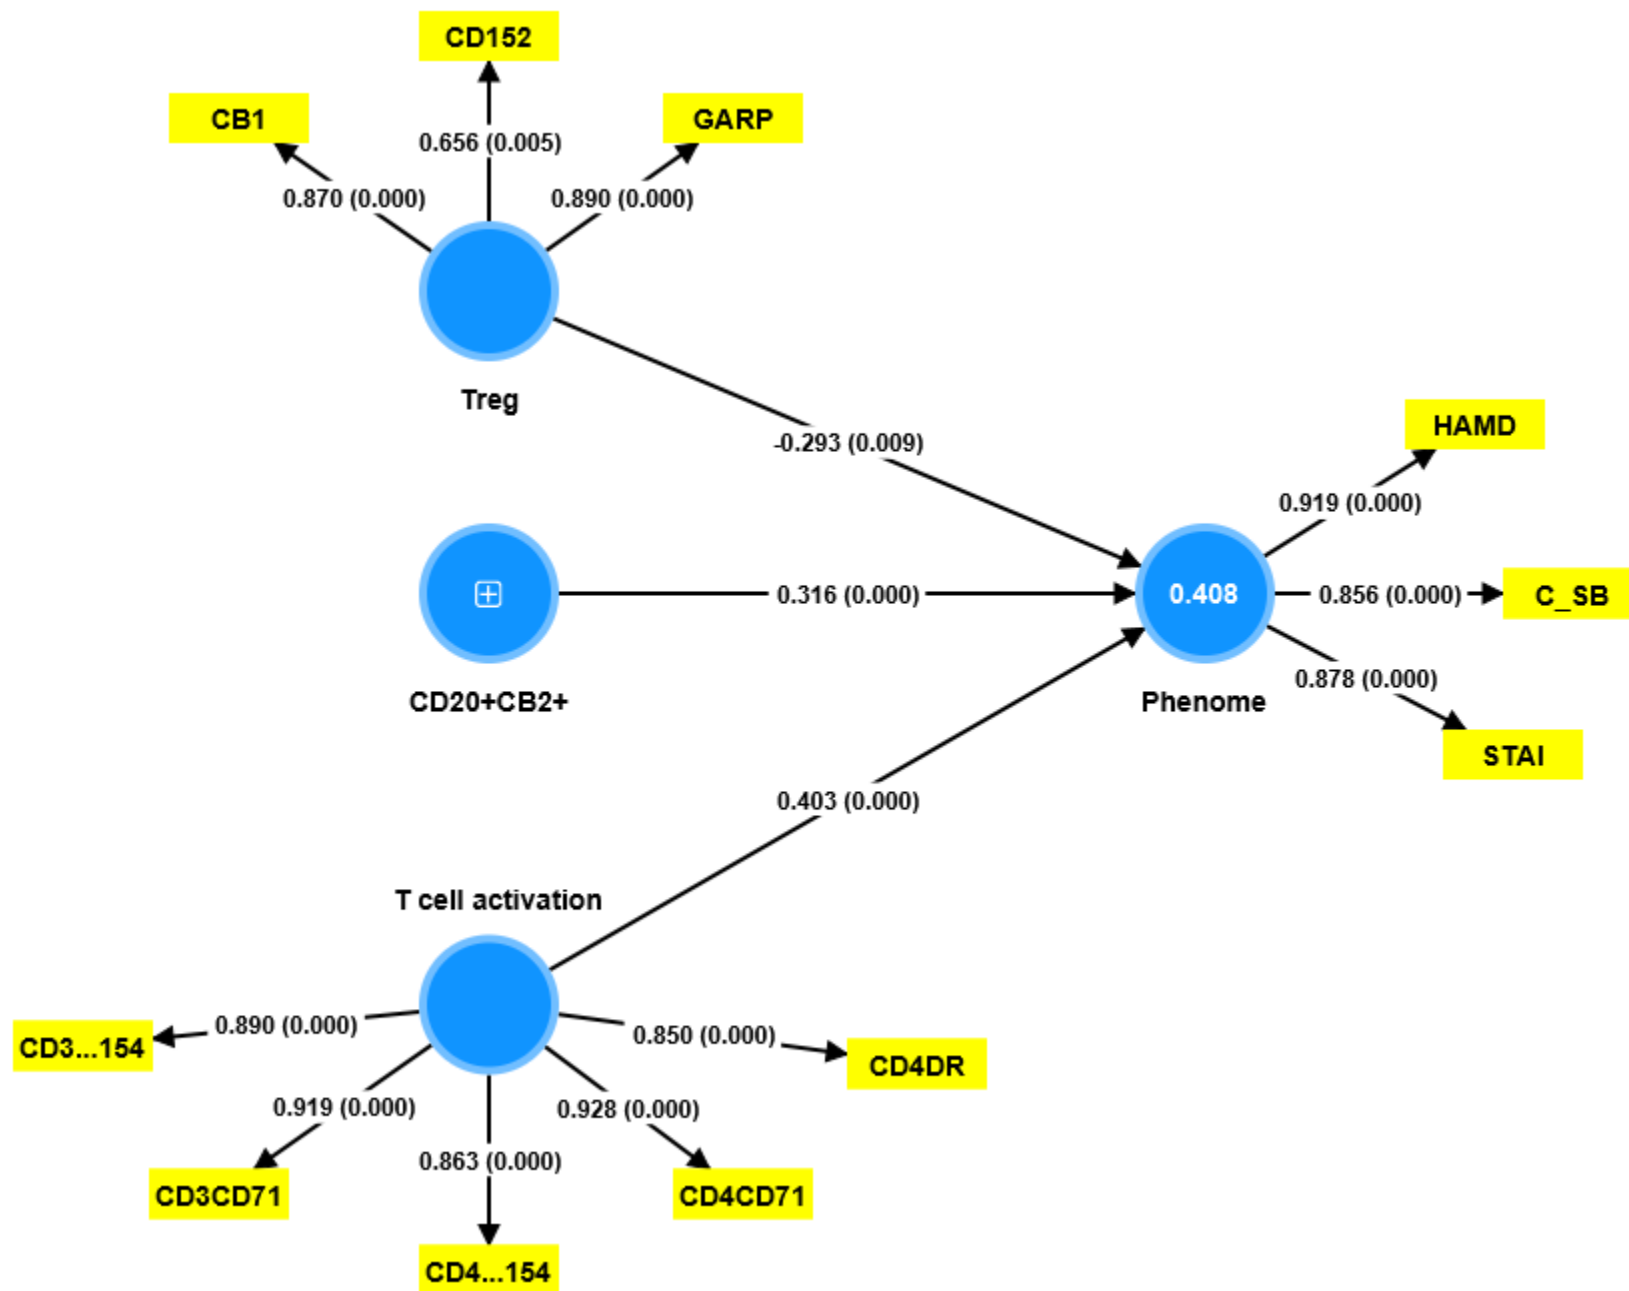 CD152
CB1
GARP
0.656 (0.005)
0.870 (0.000)
0.890 (0.000)
Treg
-0.293 (0.009)
HAMD
0.919 (0.000)
0.316 (0.000)
0.408
0.856 (0.000)
C_SB
0.878 (0.000)
CD20+CB2+
Phenome
STAI
0.403 (0.000)
T cell activation
0.890 (0.000)
0.850 (0.000)
CD3...154
CD4DR
0.919 (0.000)
0.928 (0.000)
0.863 (0.000)
CD3CD71
CD4CD71
CD4...154